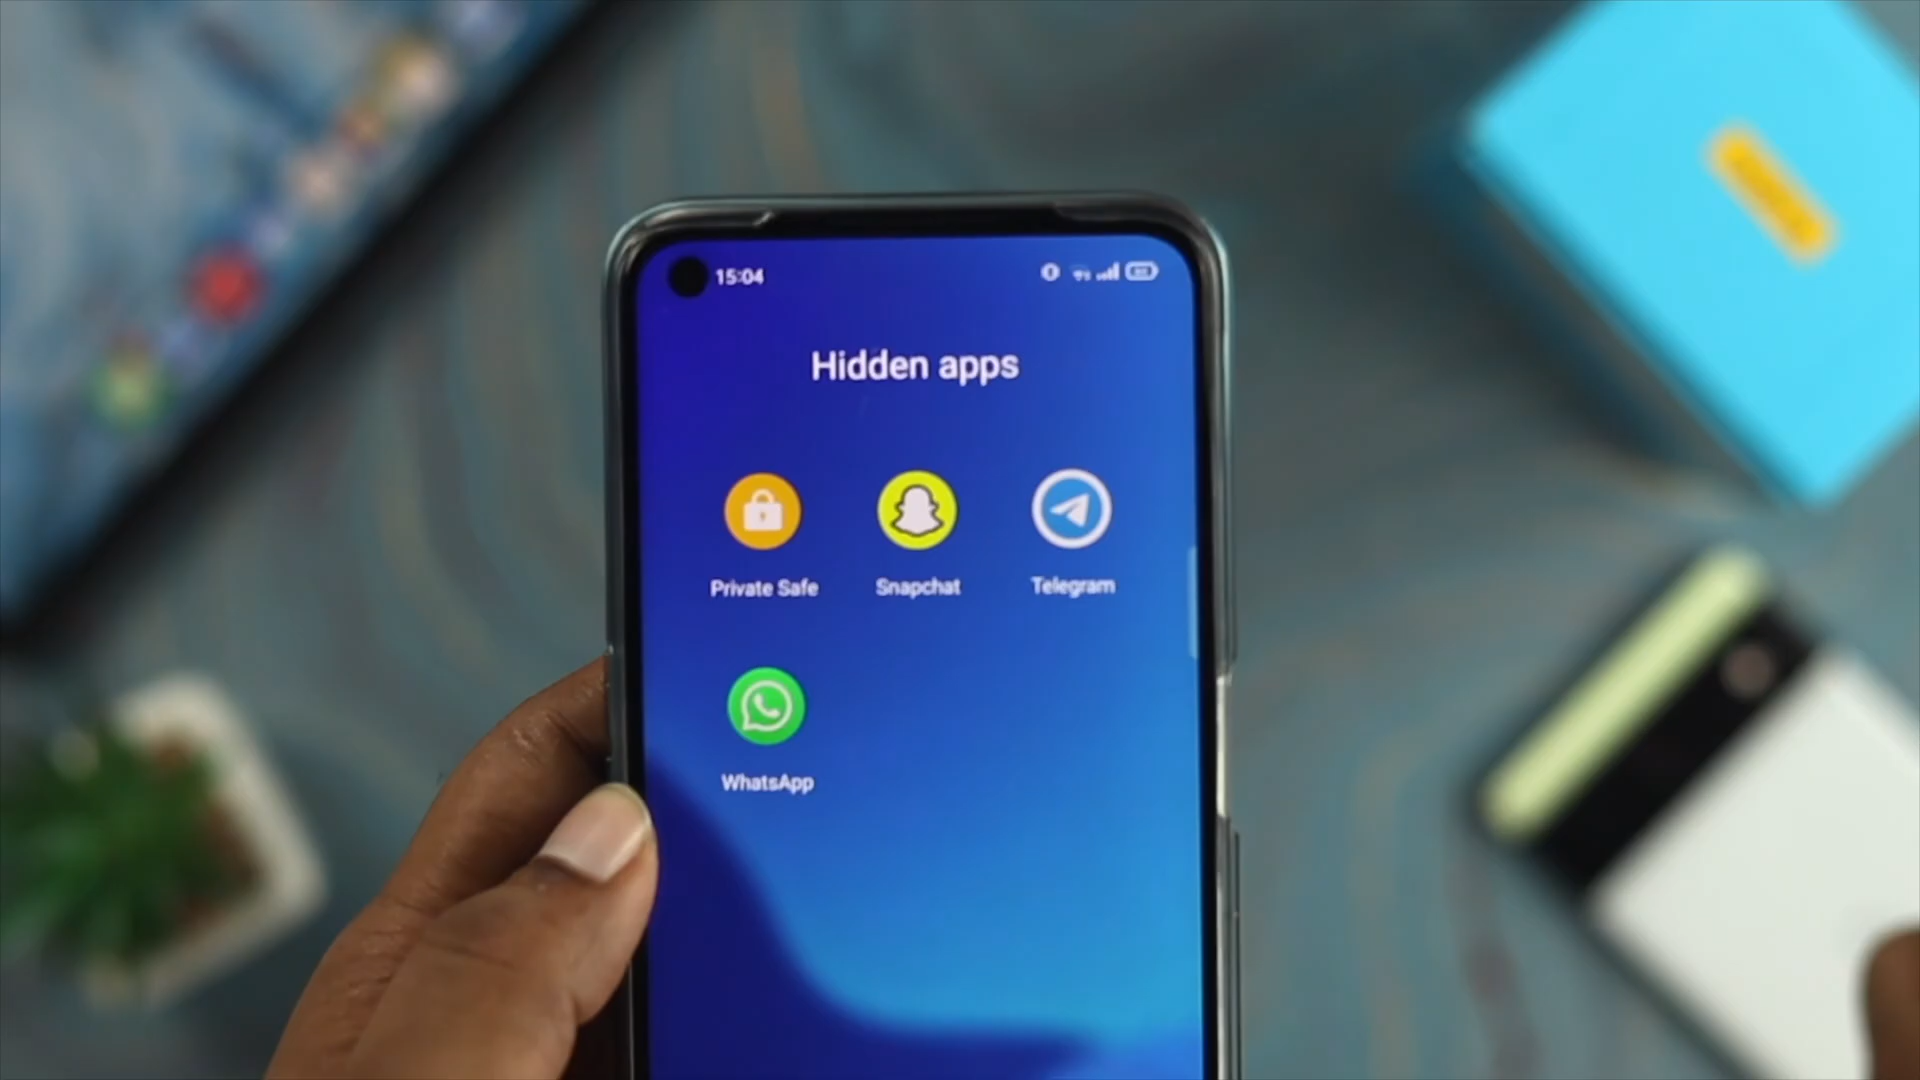 15:04
Hidden apps
Private Safe
Snapchat
Telegram
WhatsApp